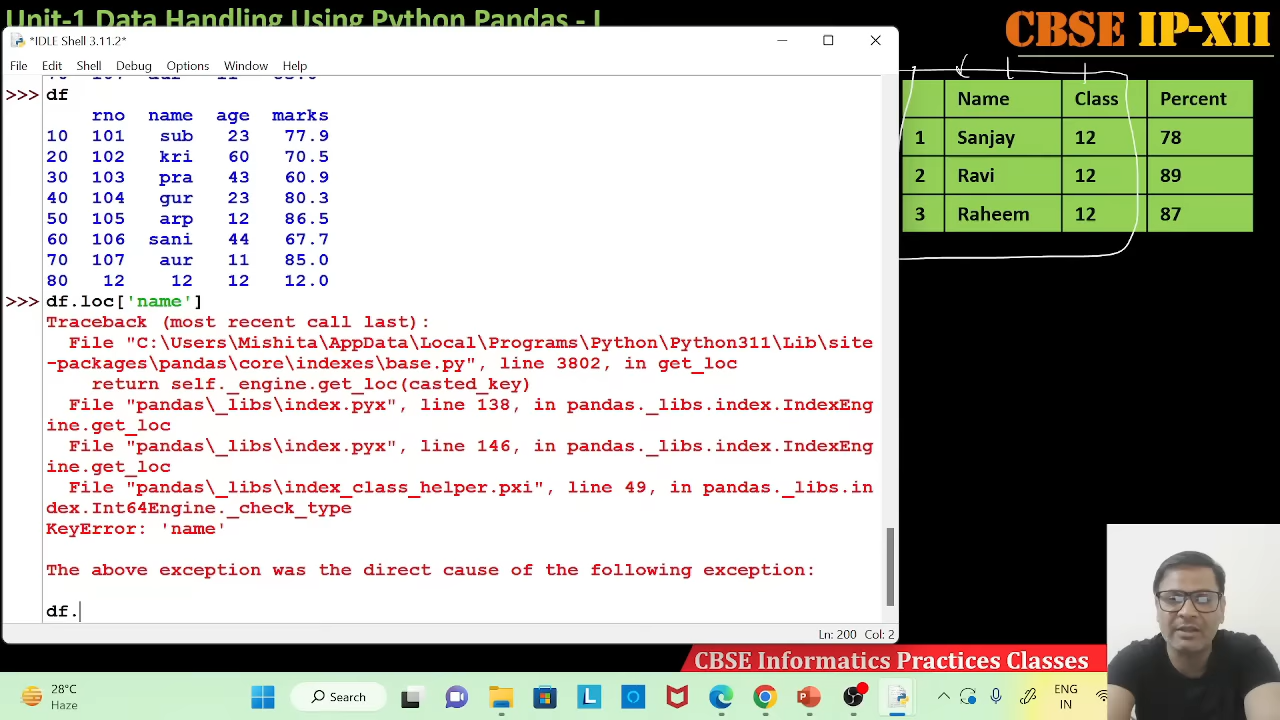 Unit-1 Data Handling Using Python Pandas - I
CBSE IP-XII
*IDLE Shell 3.11.2*
File Edit Shell Debug Options Window Help
>>> df
rno name age marks
10 101 sub 23 77.9
20 102 kri 60 70.5
30 103 pra 43 60.9
40 104 gur 23 80.3
50 105 arp 12 86.5
60 106 sani 44 67.9
70 107 aur 11 85.0
80 12 12 12 12.0
>>> df.loc['name']
Traceback (most recent call last):
File "C:\Users\Mishita\AppData\Local\Programs\Python\Python311\Lib\site
-packages\pandas\core\indexes\base.py", line 3802, in get_loc
return self._engine.get_loc(casted_key)
File "pandas\_libs\index.pyx", line 138, in pandas._libs.index.IndexEng
ine.get_loc
File "pandas\_libs\index.pyx", line 146, in pandas._libs.index.IndexEng
ine.get_loc
File "pandas\_libs\index_class_helper.pxi", line 49, in pandas._libs.in
dex.Int64Engine._check_type
KeyError: 'name'
The above exception was the direct cause of the following exception:
df.
Ln: 200 Col: 2
Name Class Percent
1 Sanjay 12 78
2 Ravi 12 89
3 Raheem 12 87
CBSE Informatics Practices Classes
28°C
Haze
Search
ENG
IN